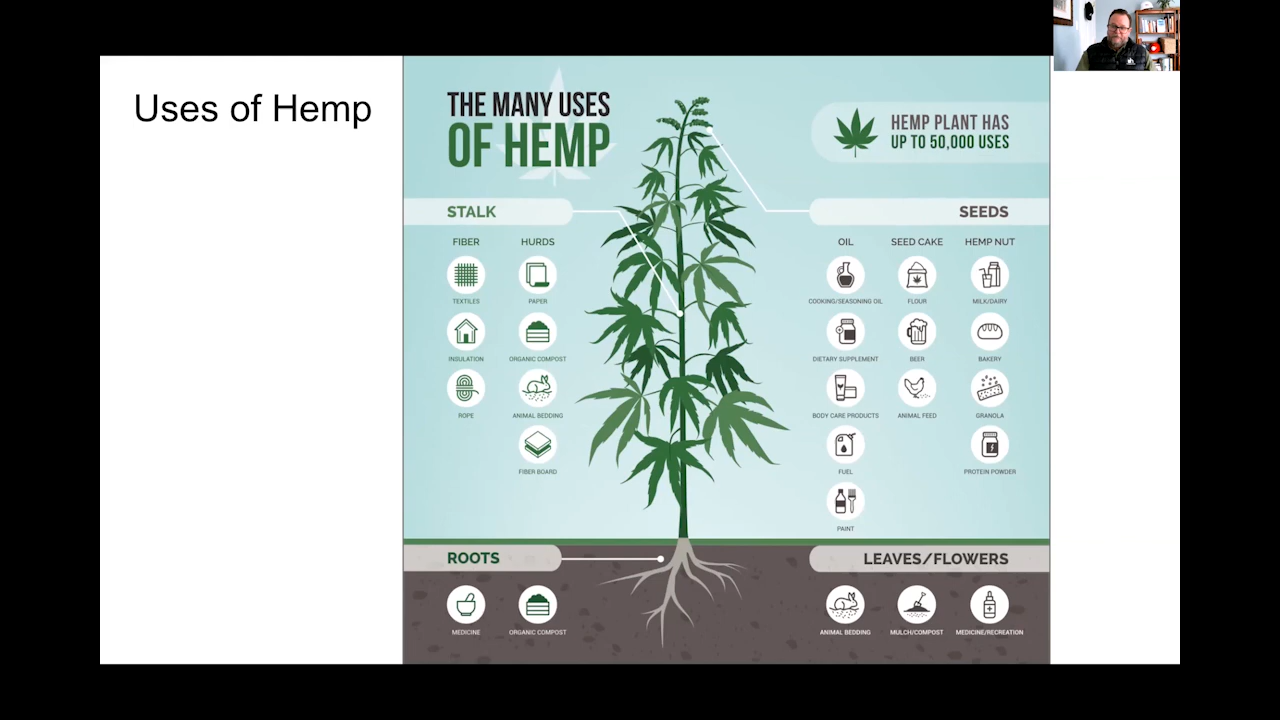 Uses of Hemp
THE MANY USES
OF HEMP
HEMP PLANT HAS
UP TO 50,000 USES
STALK
FIBER
HURDS
TEXTILES
PAPER
INSULATION
ORGANIC COMPOST
ROPE
ANIMAL BEDDING
FIBER BOARD
SEEDS
OIL
SEED CAKE
HEMP NUT
COOKING/SEASONING OIL
FLOUR
MILK/DAIRY
DIETARY SUPPLEMENT
BEER
BAKERY
BODY CARE PRODUCTS
ANIMAL FEED
GRANOLA
FUEL
PROTEIN POWDER
PAINT
ROOTS
MEDICINE
ORGANIC COMPOST
LEAVES/FLOWERS
ANIMAL BEDDING
MULCH/COMPOST
MEDICINE/RECREATION